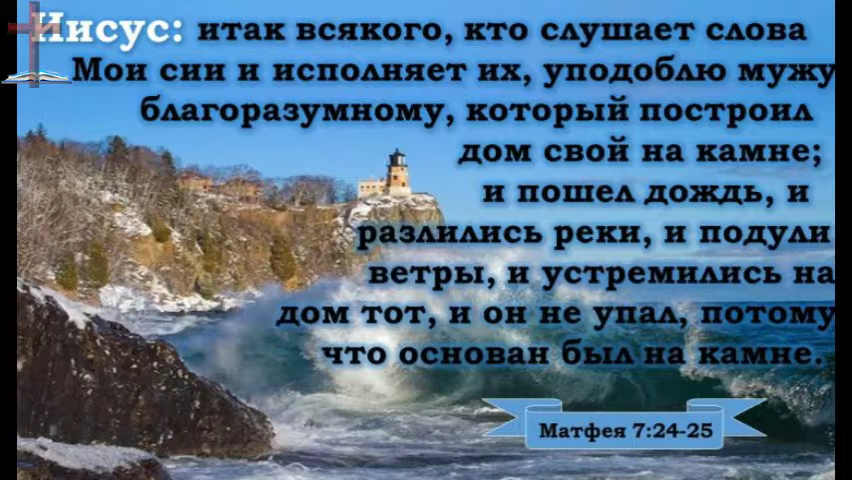 Иисус: итак всякого, кто слушает слова
Мои сии и исполняет их, уподоблю мужу
благоразумному, который построил
дом свой на камне;
и пошел дождь, и
разлились реки, и подули
ветры, и устремились на
дом тот, и он не упал, потому
что основан был на камне.
Матфея 7:24-25